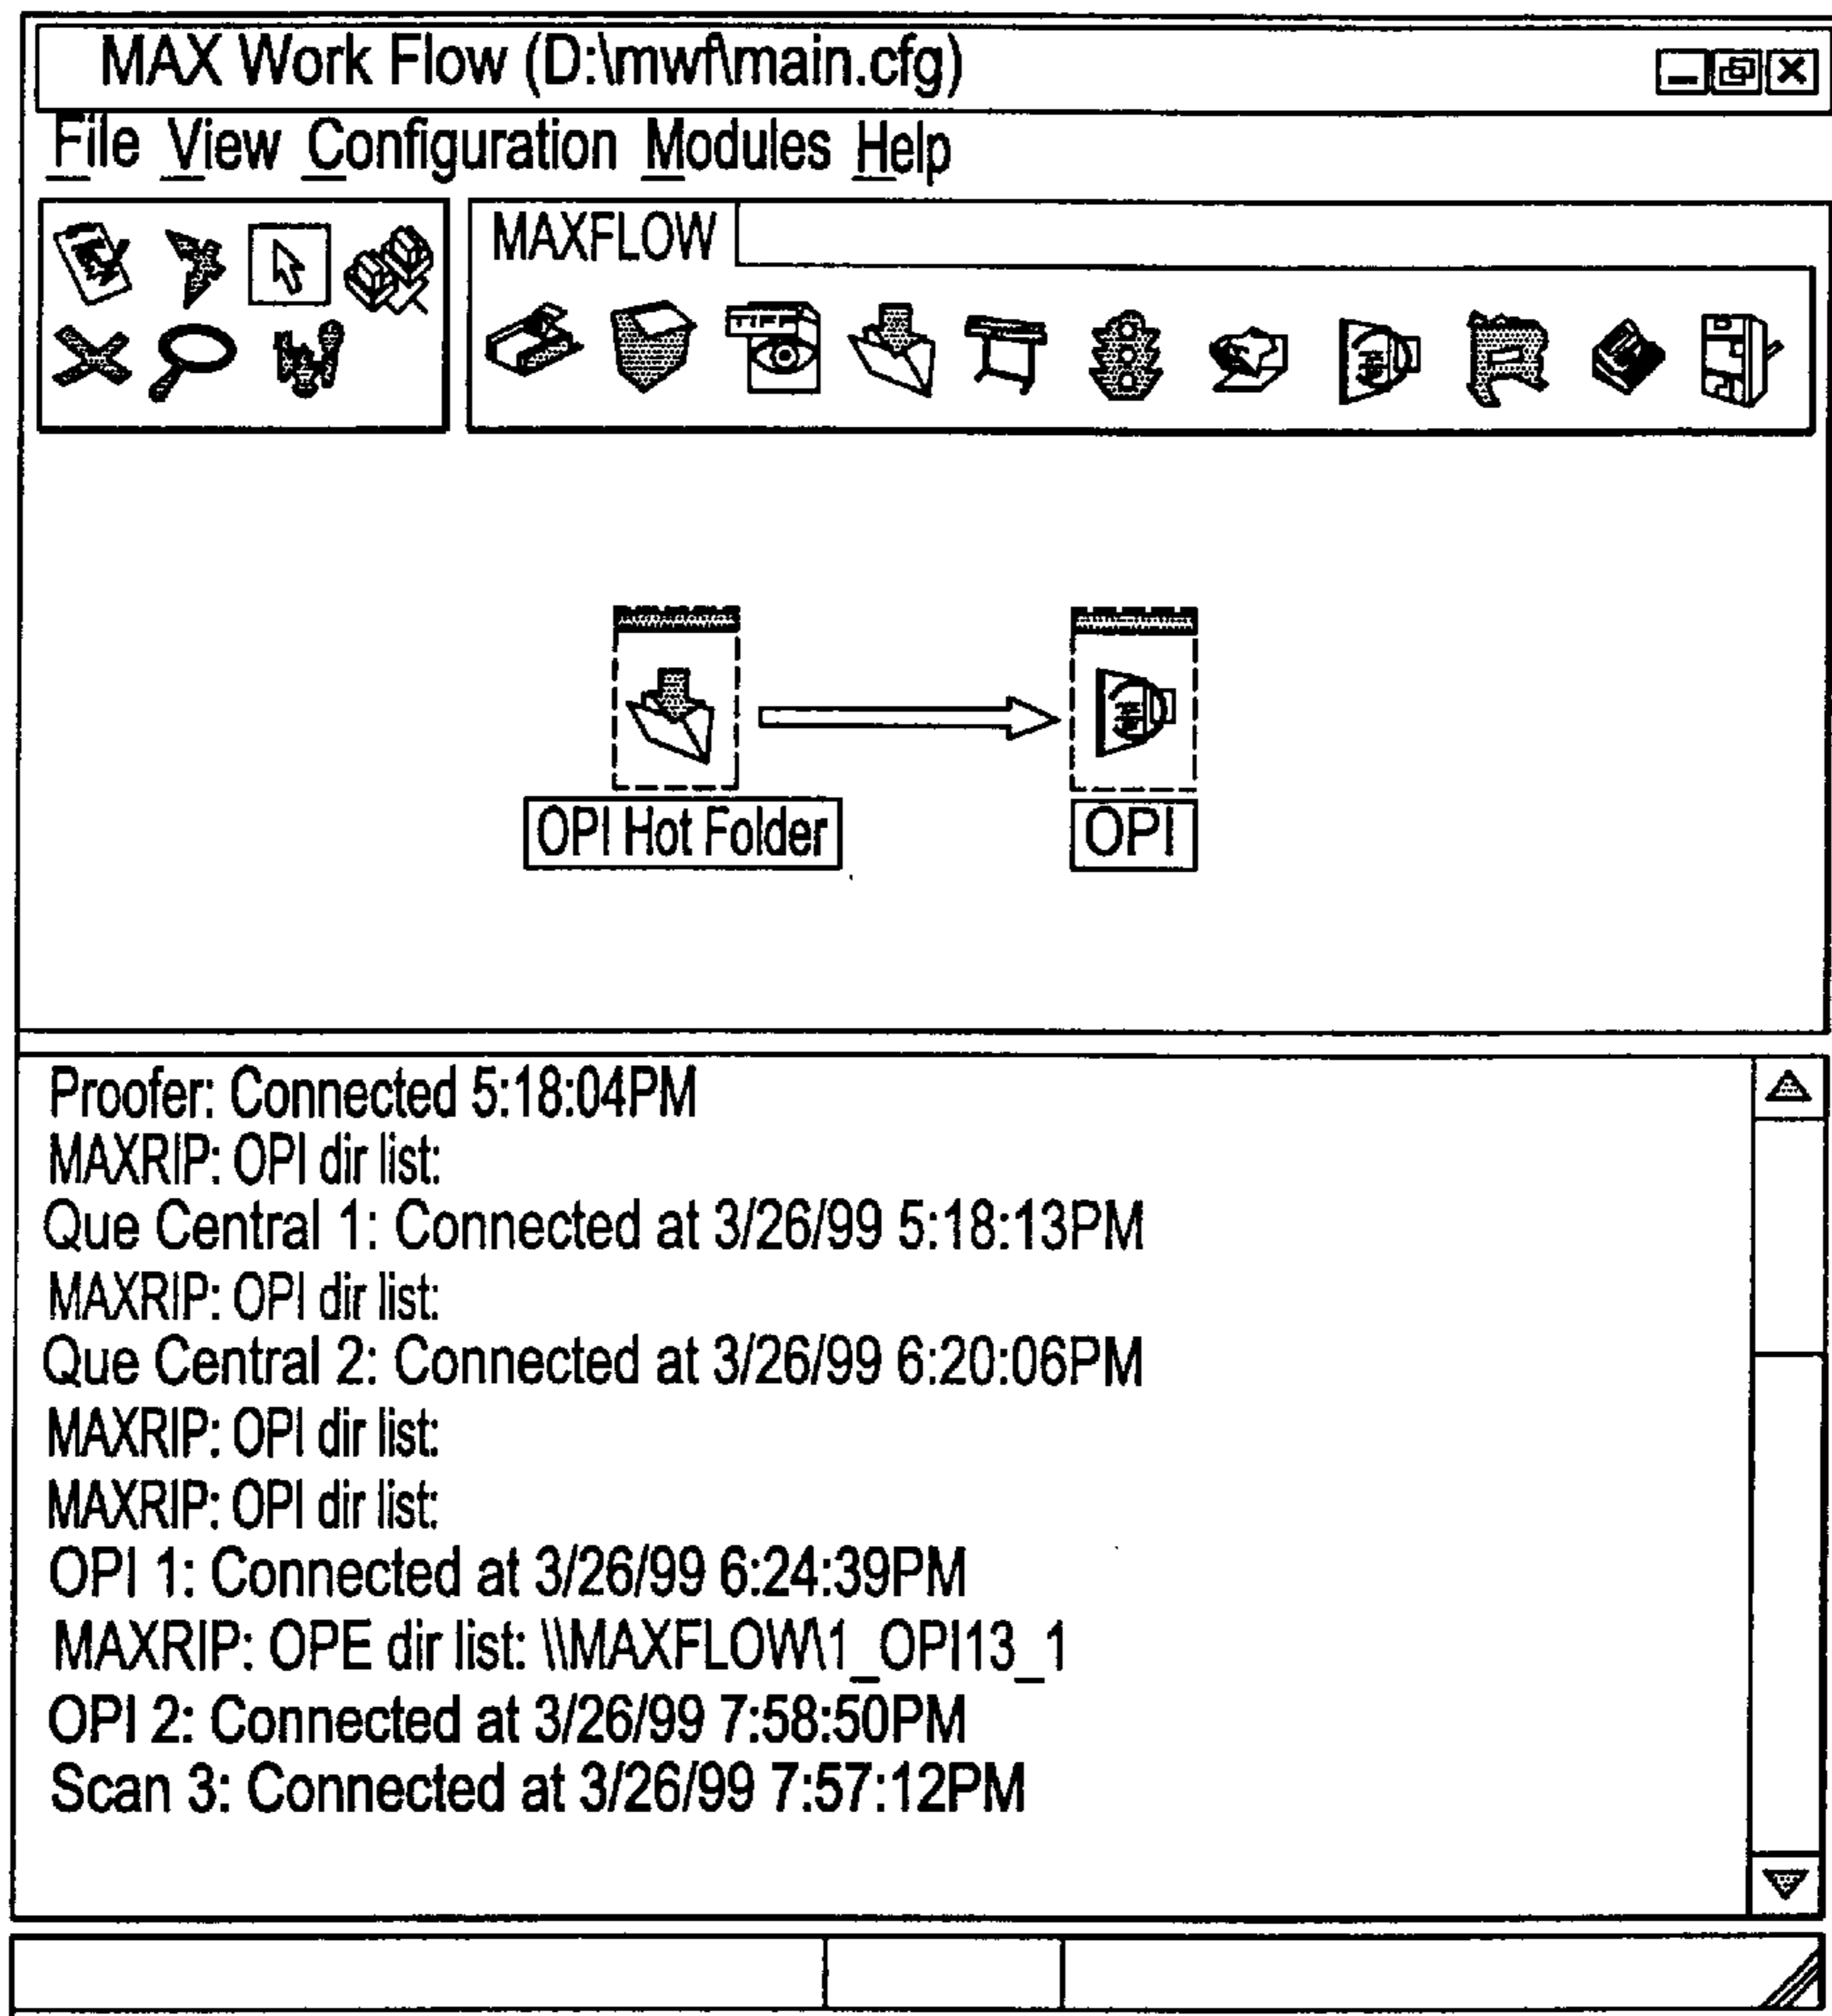 MAX Work Flow (D:\mwf\main.cfg)
File View Configuration Modules Help
MAXFLOW
TIFF
OPI Hot Folder
OPI
Proofer: Connected 5:18:04PM
MAXRIP: OPI dir list:
Que Central 1: Connected at 3/26/99 5:18:13PM
MAXRIP: OPI dir list:
Que Central 2: Connected at 3/26/99 6:20:06PM
MAXRIP: OPI dir list:
MAXRIP: OPI dir list:
OPI 1: Connected at 3/26/99 6:24:39PM
MAXRIP: OPE dir list: \\MAXFLOW\1_OPI13_1
OPI 2: Connected at 3/26/99 7:58:50PM
Scan 3: Connected at 3/26/99 7:57:12PM